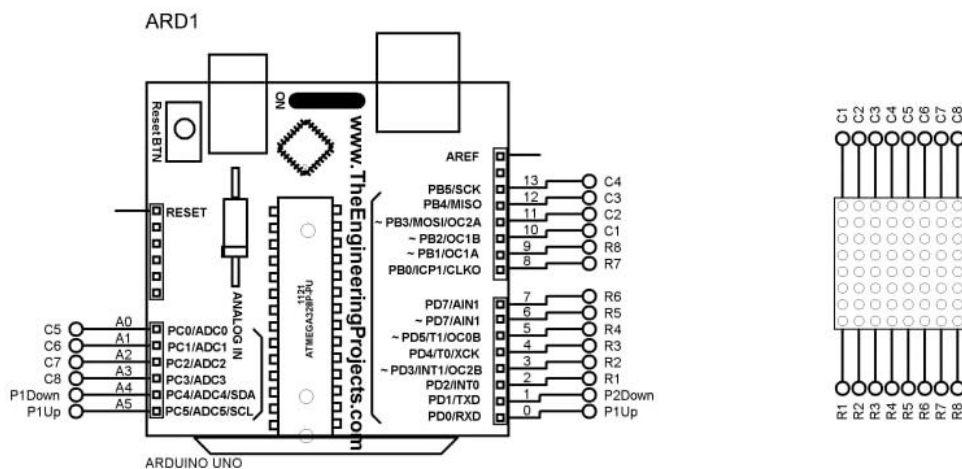 ARD1
ON
Reset BTN
www.TheEngineeringProjects.com
RESET
AREF
PB5/SCK 13 C4
PB4/MISO 12 C3
~ PB3/MOSI/OC2A 11 C2
~ PB2/OC1B 10 C1
~ PB1/OC1A 9 R8
PB0/ICP1/CLKO 8 R7
PD7/AIN1 7 R6
~ PD7/AIN1 6 R5
~ PD5/T1/OC0B 5 R4
PD4/T0/XCK 4 R3
~ PD3/INT1/OC2B 3 R2
PD2/INT0 2 R1
PD1/TXD 1 P2Down
PD0/RXD 0 P1Up
ANALOG IN
1121
ATMEGA328P-PU
C5 A0 PC0/ADC0
C6 A1 PC1/ADC1
C7 A2 PC2/ADC2
C8 A3 PC3/ADC3
P1Down A4 PC4/ADC4/SDA
P1Up A5 PC5/ADC5/SCL
ARDUINO UNO
C1 C2 C3 C4 C5 C6 C7 C8
R1 R2 R3 R4 R5 R6 R7 R8